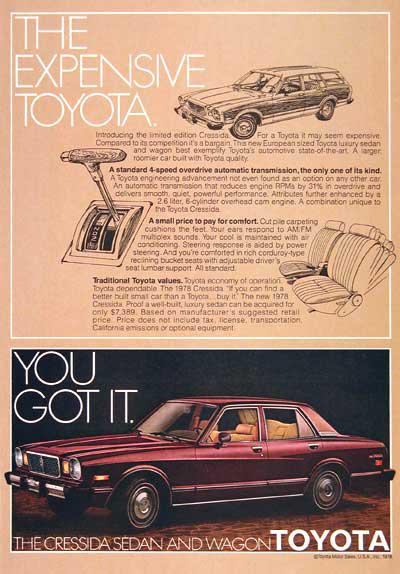 THE
EXPENSIVE
TOYOTA.
Introducing the limited edition Cressida. For a Toyota it may seem expensive.
Compared to its competition it's a bargain. This new European sized Toyota luxury sedan
and wagon best exemplify Toyota's automotive state-of-the-art. A larger,
roomier car built with Toyota quality.
A standard 4-speed overdrive automatic transmission, the only one of its kind.
A Toyota engineering advancement not even found as an option on any other car.
An automatic transmission that reduces engine RPMs by 31% in overdrive and
delivers smooth, quiet, powerful performance. Attributes further enhanced by a
2.6 liter, 6-cylinder overhead cam engine. A combination unique to
the Toyota Cressida.
A small price to pay for comfort. Cut pile carpeting
cushions the feet. Your ears respond to AM/FM
multiplex sounds. Your cool is maintained with air
conditioning. Steering response is aided by power
steering. And you're comforted in rich corduroy-type
reclining bucket seats with adjustable driver's
seat lumbar support. All standard.
Traditional Toyota values. Toyota economy of operation.
Toyota dependable. The 1978 Cressida. "If you can find a
better built small car than a Toyota...buy it." The new 1978
Cressida. Proof a well-built, luxury sedan can be acquired for
only $7,389. Based on manufacturer's suggested retail
price. Price does not include tax, license, transportation,
California emissions or optional equipment.
YOU
GOT IT.
THE CRESSIDA SEDAN AND WAGON TOYOTA
©Toyota Motor Sales, U.S.A., Inc., 1978